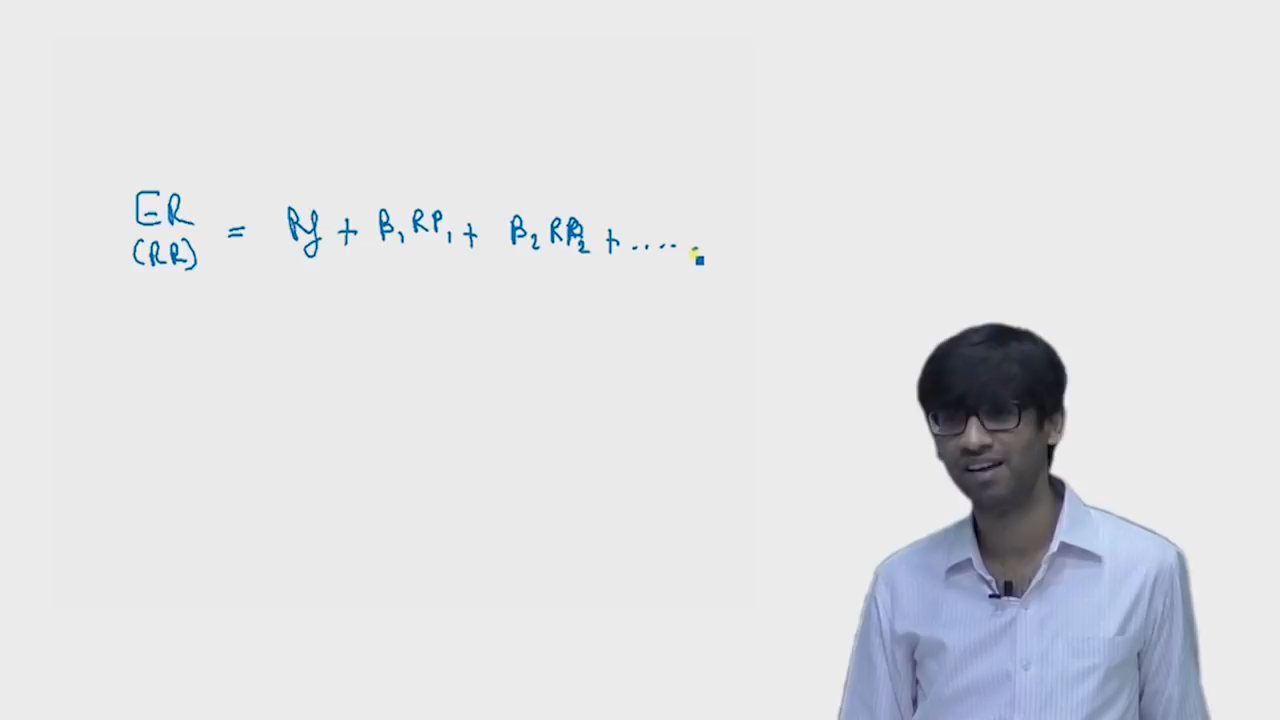 ER
(RR) = Rf + β₁ RP₁ + β₂ RP₂ + .....